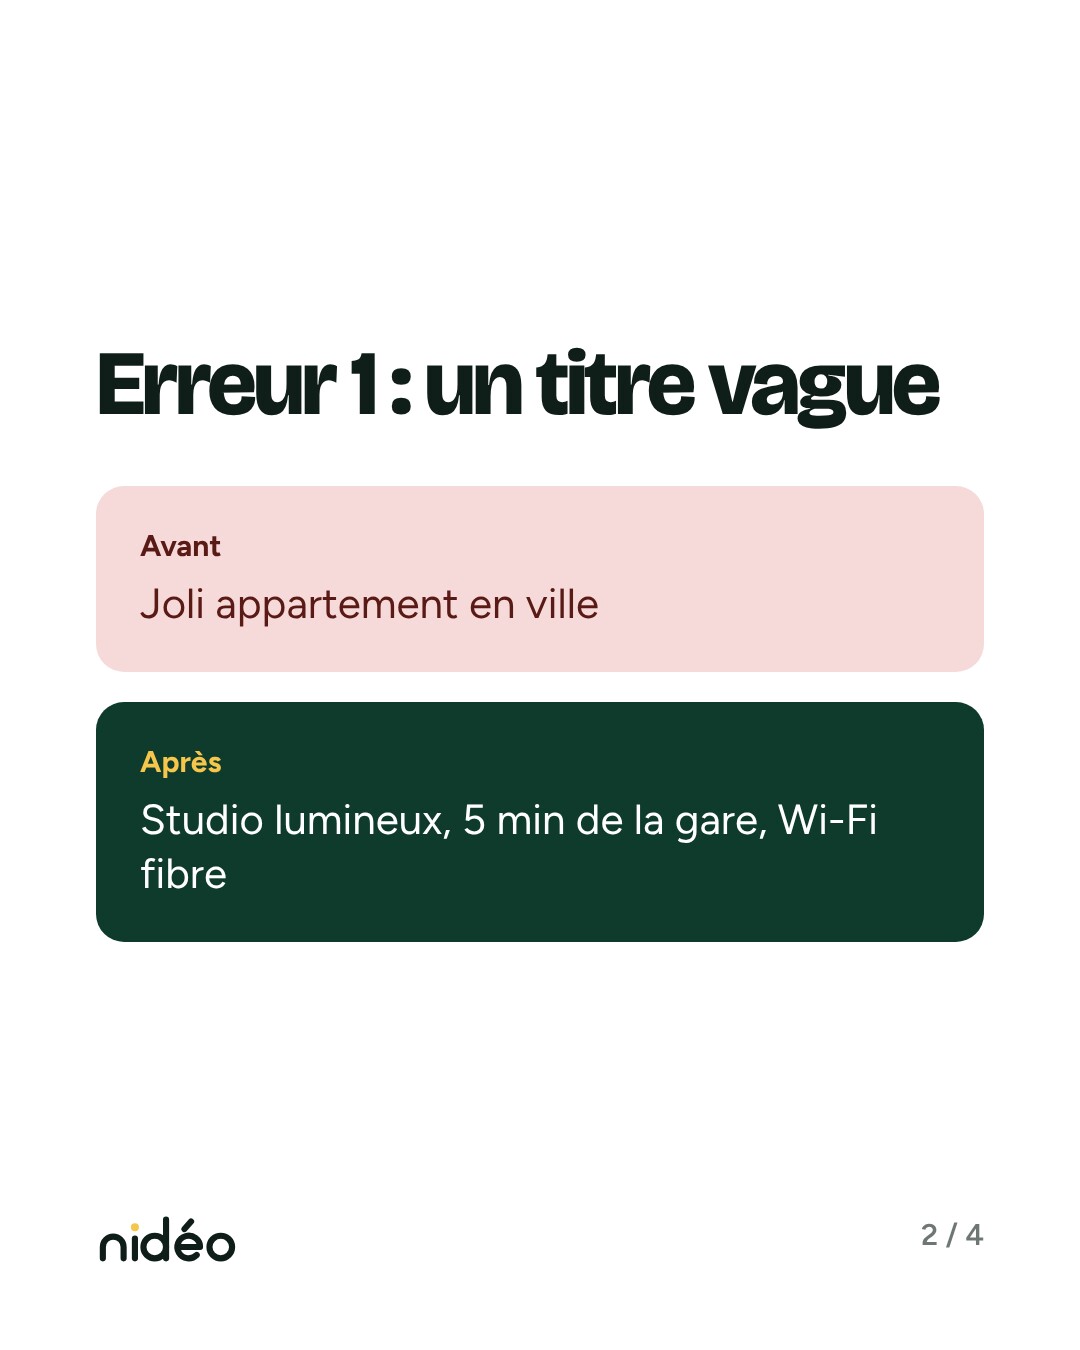 Erreur 1 : un titre vague
Avant
Joli appartement en ville
Après
Studio lumineux, 5 min de la gare, Wi-Fi
fibre
nidéo
2 / 4